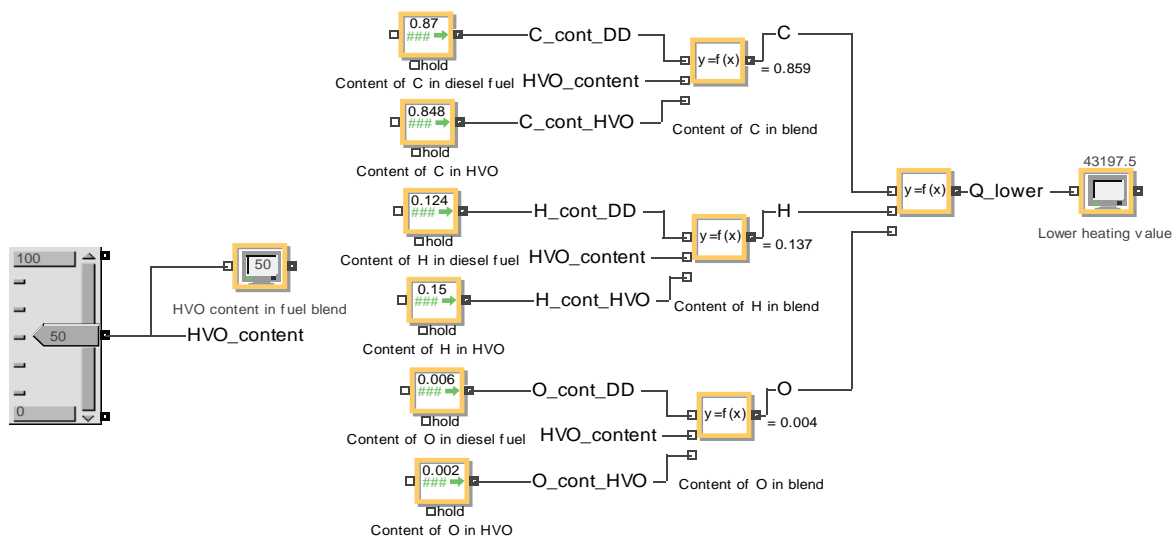 0.87
###
hold
Content of C in diesel fuel
C_cont_DD
HVO_content
0.848
###
hold
Content of C in HVO
C_cont_HVO
y=f(x)
= 0.859
Content of C in blend
C
0.124
###
hold
Content of H in diesel fuel
H_cont_DD
HVO_content
0.15
###
hold
Content of H in HVO
H_cont_HVO
y=f(x)
= 0.137
Content of H in blend
H
0.006
###
hold
Content of O in diesel fuel
O_cont_DD
HVO_content
0.002
###
hold
Content of O in HVO
O_cont_HVO
y=f(x)
= 0.004
Content of O in blend
O
100
50
0
50
HVO content in fuel blend
HVO_content
y=f(x)
Q_lower
43197.5
Lower heating value